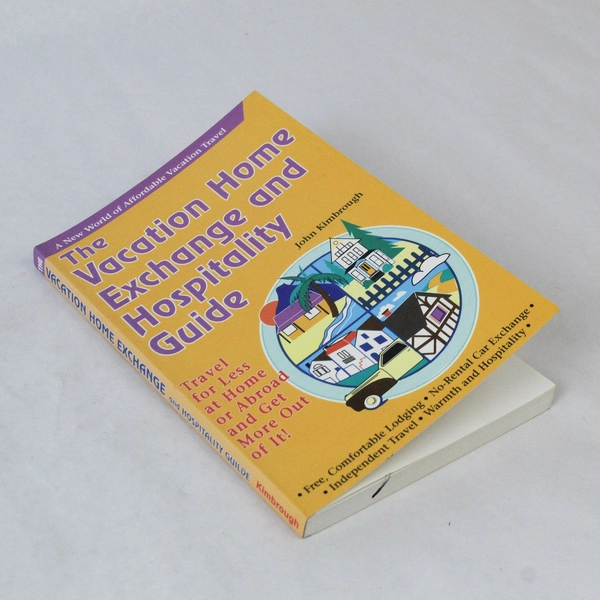 A New World of Affordable Vacation Travel
The
Vacation Home
Exchange and
Hospitality
Guide
John Kimbrough
Travel
for Less
at Home
or Abroad
and Get
More Out
of It!
• Free, Comfortable Lodging • No-Rental Car Exchange •
• Independent Travel • Warmth and Hospitality •
THE VACATION HOME EXCHANGE and HOSPITALITY GUILDE Kimbrough